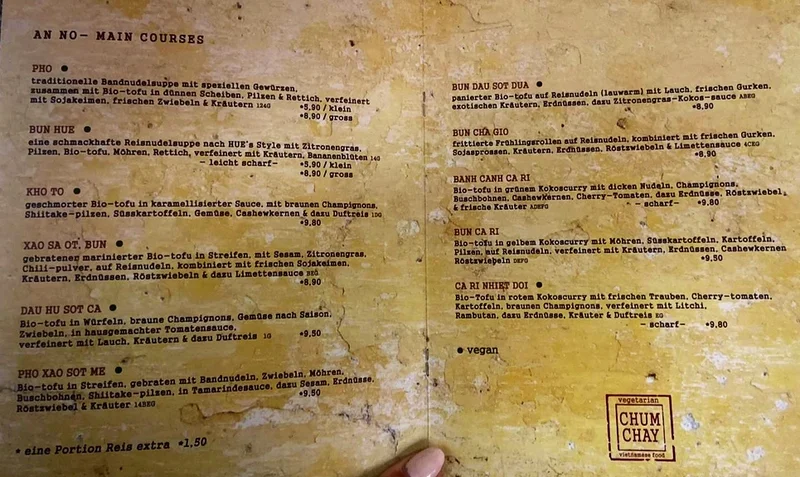 AN NO- MAIN COURSES
PHO ●
traditionelle Bandnudelsuppe mit speziellen Gewürzen,
zusammen mit Bio-tofu in dünnen Scheiben, Pilzen & Rettich, verfeinert
mit Sojakeimen, frischen Zwiebeln & Kräutern 124G
*5,90 / klein
*8,90 / gross
BUN HUE ●
eine schmackhafte Reisnudelsuppe nach HUE's Style mit Zitronengras,
Pilzen, Bio-tofu, Möhren, Rettich, verfeinert mit Kräutern, Bananenblüten 14G
- leicht scharf- *5,90 / klein
*8,90 / gross
KHO TO ●
geschmorter Bio-tofu in karamellisierter Sauce, mit braunen Champignons,
Shiitake-pilzen, Süsskartoffeln, Gemüse, Cashewkernen & dazu Duftreis 1DG
*9,80
XAO SA OT, BUN ●
gebratener marinierter Bio-tofu in Streifen, mit Sesam, Zitronengras,
Chili-pulver, auf Reisnudeln, kombiniert mit frischen Sojakeimen,
Kräutern, Erdnüssen, Röstzwiebeln & dazu Limettensauce BEG
*8,90
DAU HU SOT CA ●
Bio-tofu in Würfeln, braune Champignons, Gemüse nach Saison,
Zwiebeln, in hausgemachter Tomatensauce,
verfeinert mit Lauch, Kräutern & dazu Duftreis 1G *9,50
PHO XAO SOT ME ●
Bio-tofu in Streifen, gebraten mit Bandnudeln, Zwiebeln, Möhren,
Buschbohnen, Shiitake-pilzen, in Tamarindesauce, dazu Sesam, Erdnüsse,
Röstzwiebel & Kräuter 14BEG *9,50
* eine Portion Reis extra *1,50
BUN DAU SOT DUA ●
panierter Bio-tofu auf Reisnudeln (lauwarm) mit Lauch, frischen Gurken,
exotischen Kräutern, Erdnüssen, dazu Zitronengras-Kokos-sauce ABEG
*8,90
BUN CHA GIO
frittierte Frühlingsrollen auf Reisnudeln, kombiniert mit frischen Gurken,
Sojasprossen, Kräutern, Erdnüssen, Röstzwiebeln & Limettensauce 4CEG
*8,90
BANH CANH CA RI
Bio-tofu in grünem Kokoscurry mit dicken Nudeln, Champignons,
Buschbohnen, Cashewkernen, Cherry-Tomaten, dazu Erdnüsse, Röstzwiebel,
& frische Kräuter ADEFG - scharf- *9,80
BUN CA RI
Bio-tofu in gelbem Kokoscurry mit Möhren, Süsskartoffeln, Kartoffeln,
Pilzen, auf Reisnudeln, verfeinert mit Kräutern, Erdnüssen, Cashewkernen
Röstzwiebeln DEFG *9,50
CA RI NHIET DOI ●
Bio-Tofu in rotem Kokoscurry mit frischen Trauben, Cherry-tomaten,
Kartoffeln, braunen Champignons, verfeinert mit Litchi,
Rambutan, dazu Erdnüsse, Kräuter & Duftreis EG
- scharf- *9,80
● vegan
vegetarian
CHUM
CHAY
vietnamese food